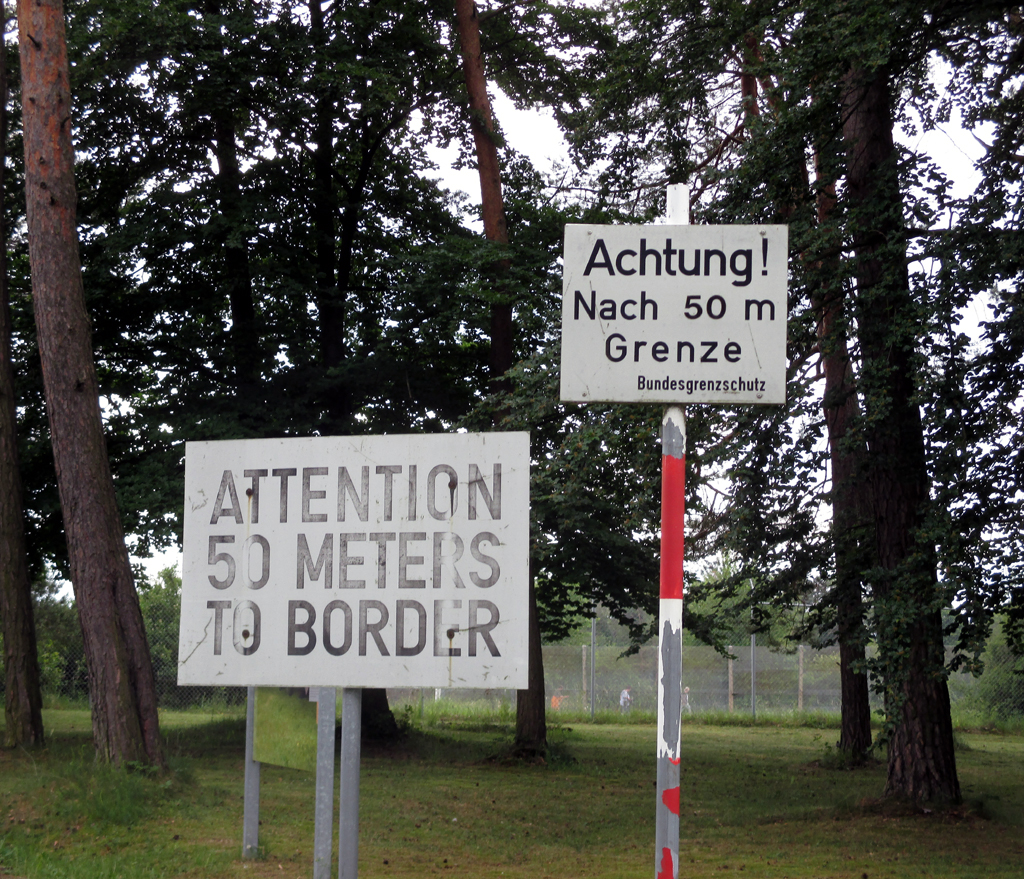 ATTENTION
50 METERS
TO BORDER
Achtung!
Nach 50 m
Grenze
Bundesgrenzschutz